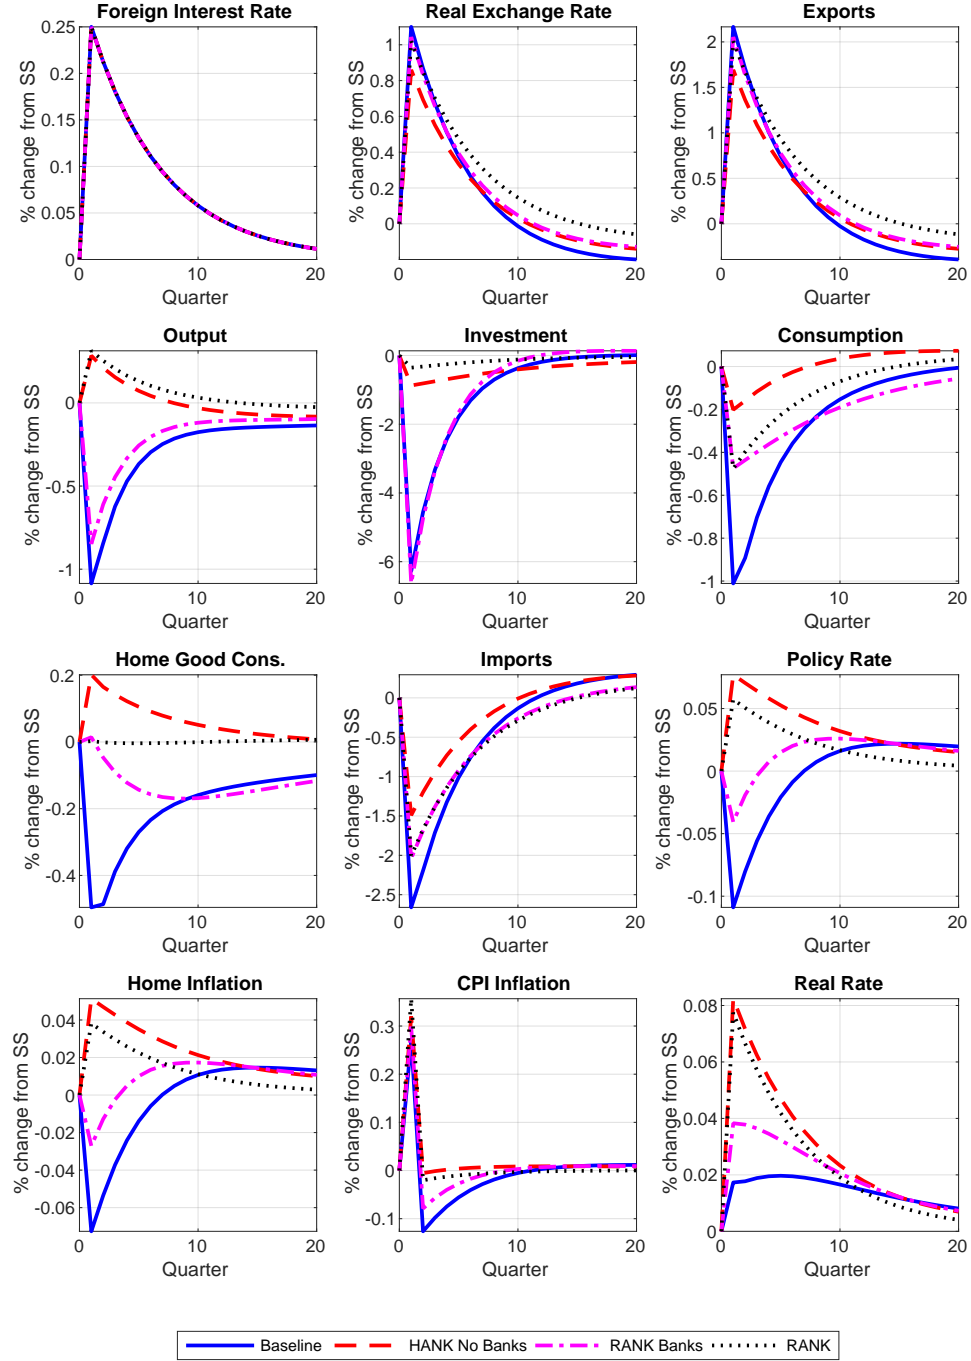 Foreign Interest Rate
% change from SS
0.25
0.2
0.15
0.1
0.05
0
0 10 20
Quarter
Real Exchange Rate
% change from SS
1
0.8
0.6
0.4
0.2
0
0 10 20
Quarter
Exports
% change from SS
2
1.5
1
0.5
0
0 10 20
Quarter
Output
% change from SS
0
-0.5
-1
0 10 20
Quarter
Investment
% change from SS
0
-2
-4
-6
0 10 20
Quarter
Consumption
% change from SS
0
-0.2
-0.4
-0.6
-0.8
-1
0 10 20
Quarter
Home Good Cons.
% change from SS
0.2
0
-0.2
-0.4
0 10 20
Quarter
Imports
% change from SS
0
-0.5
-1
-1.5
-2
-2.5
0 10 20
Quarter
Policy Rate
% change from SS
0.05
0
-0.05
-0.1
0 10 20
Quarter
Home Inflation
% change from SS
0.04
0.02
0
-0.02
-0.04
-0.06
0 10 20
Quarter
CPI Inflation
% change from SS
0.3
0.2
0.1
0
-0.1
0 10 20
Quarter
Real Rate
% change from SS
0.08
0.06
0.04
0.02
0
0 10 20
Quarter
Baseline HANK No Banks RANK Banks RANK